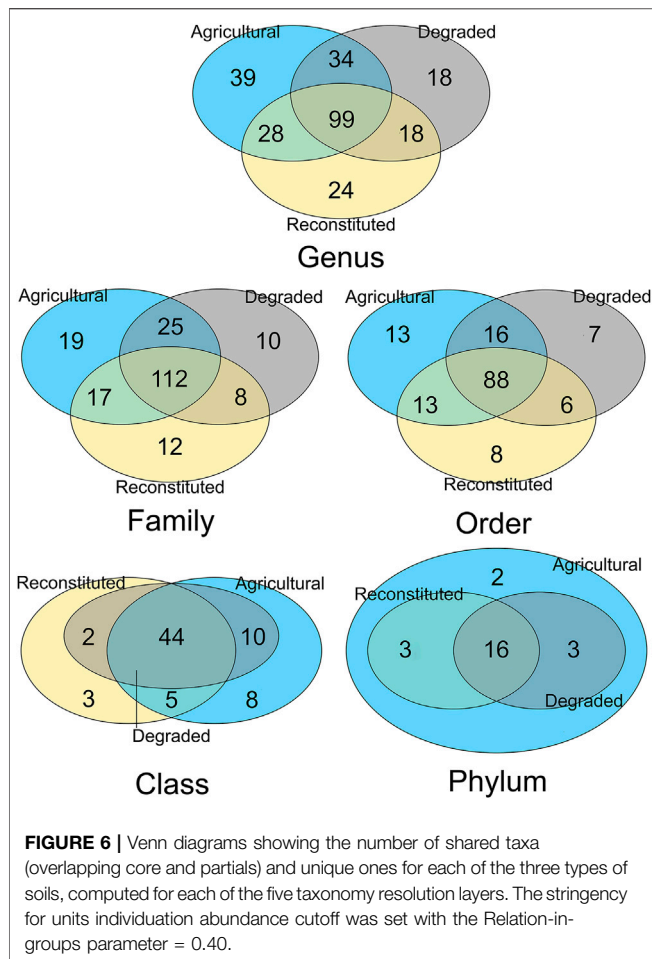 Agricultural
Degraded
34
39
18
99
28
18
24
Reconstituted
Genus
Agricultural
Degraded
25
19
10
112
17
8
12
Reconstituted
Family
Agricultural
Degraded
16
13
7
88
13
6
8
Reconstituted
Order
Reconstituted
Agricultural
2
44
10
3
5
8
Degraded
Class
2
Agricultural
Reconstituted
3
16
3
Degraded
Phylum
FIGURE 6 | Venn diagrams showing the number of shared taxa
(overlapping core and partials) and unique ones for each of the three types of
soils, computed for each of the five taxonomy resolution layers. The stringency
for units individuation abundance cutoff was set with the Relation-in-
groups parameter = 0.40.